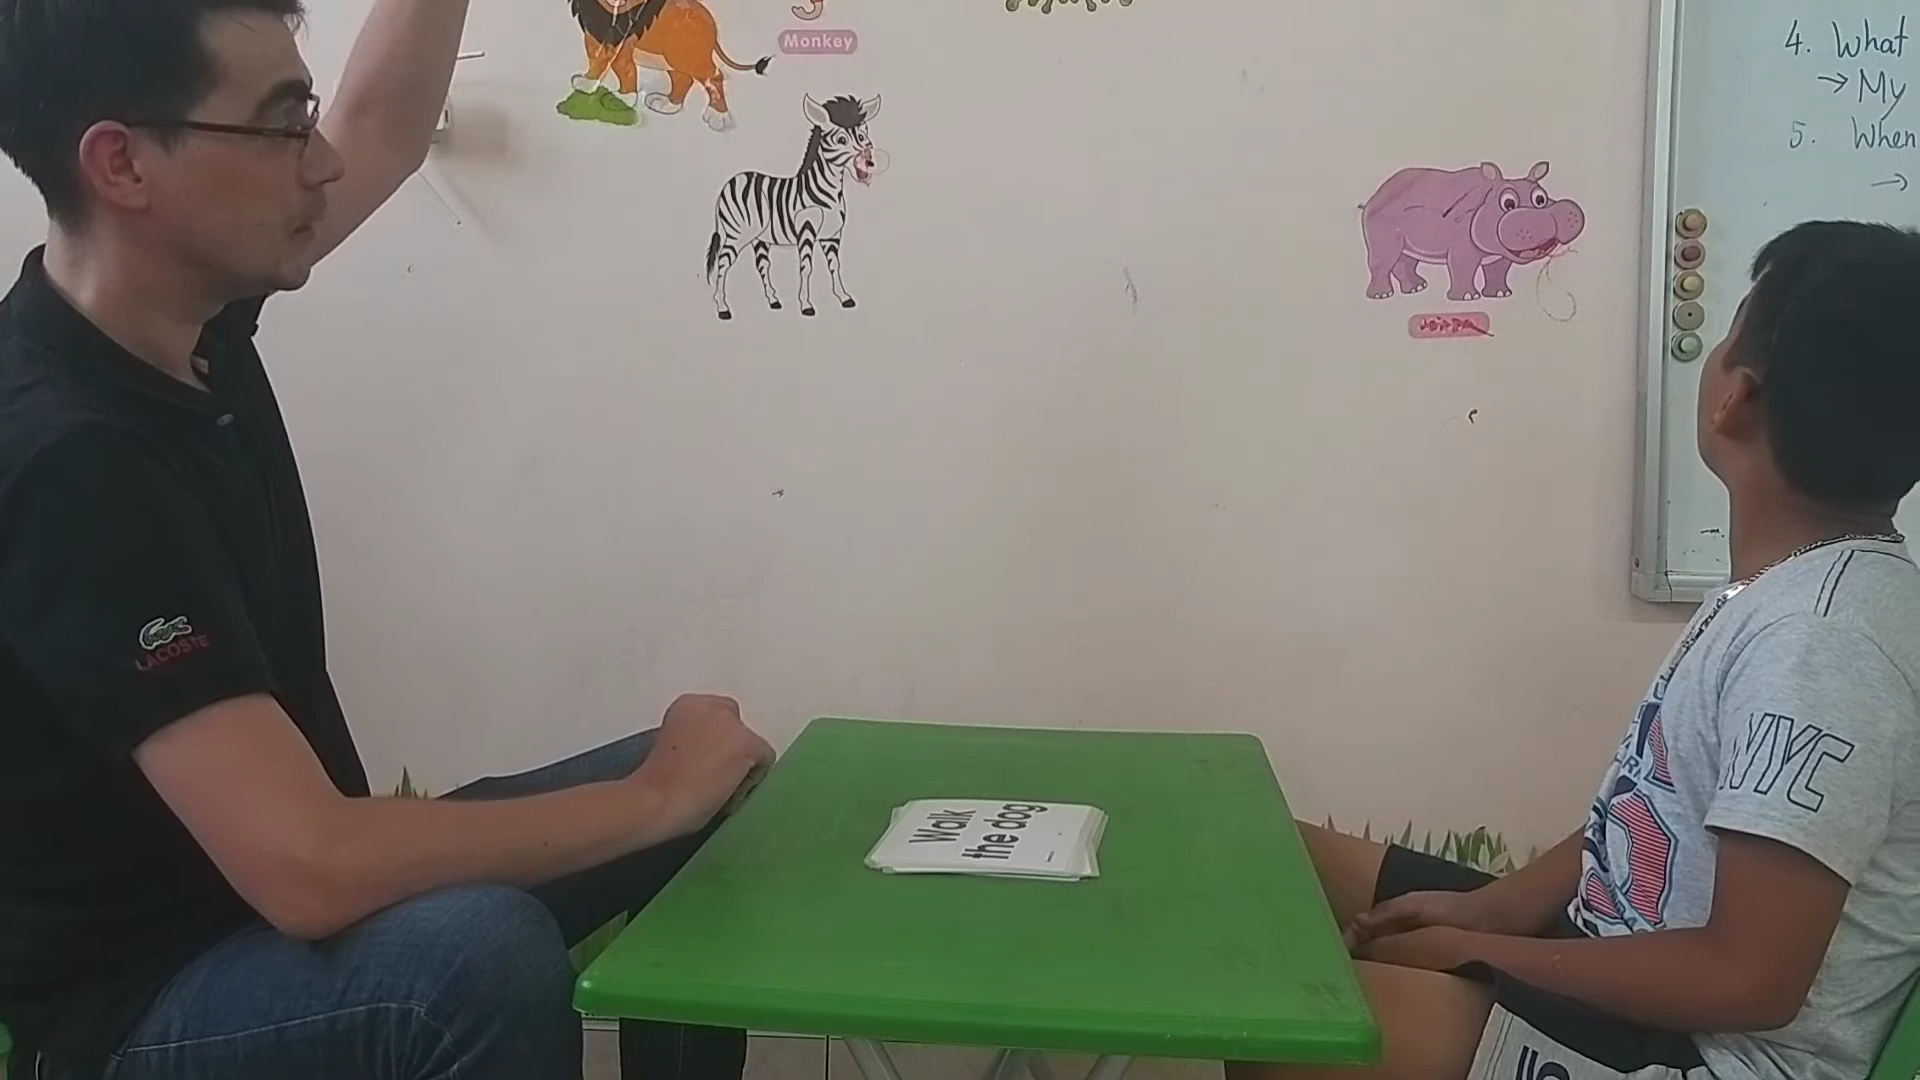 Monkey
4. What
→ My
5. When
→
LACOSTE
Walk
the dog
NYC